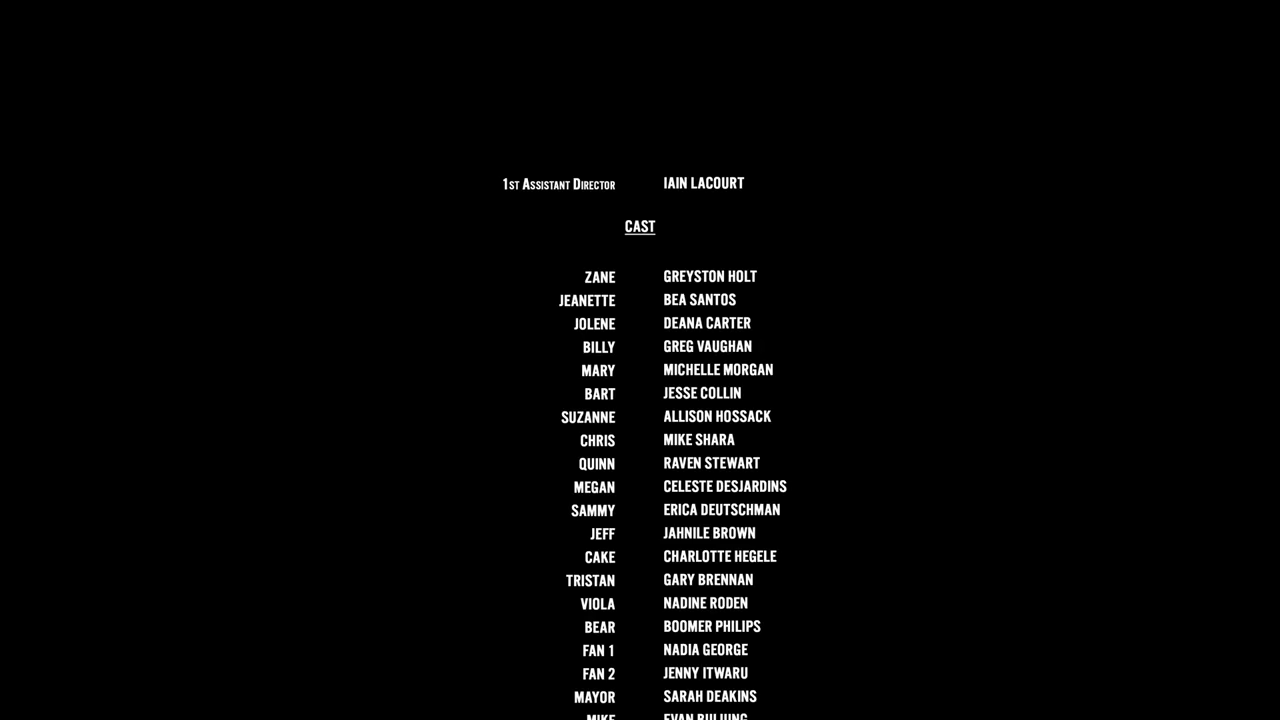 1st Assistant Director IAIN LACOURT
CAST
ZANE GREYSTON HOLT
JEANETTE BEA SANTOS
JOLENE DEANA CARTER
BILLY GREG VAUGHAN
MARY MICHELLE MORGAN
BART JESSE COLLIN
SUZANNE ALLISON HOSSACK
CHRIS MIKE SHARA
QUINN RAVEN STEWART
MEGAN CELESTE DESJARDINS
SAMMY ERICA DEUTSCHMAN
JEFF JAHNILE BROWN
CAKE CHARLOTTE HEGELE
TRISTAN GARY BRENNAN
VIOLA NADINE RODEN
BEAR BOOMER PHILIPS
FAN 1 NADIA GEORGE
FAN 2 JENNY ITWARU
MAYOR SARAH DEAKINS
MIKE EVAN